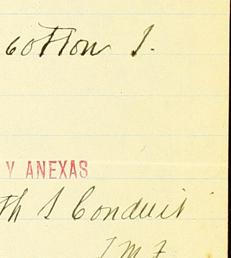 Cotton S.
Y ANEXAS
th S Conduit